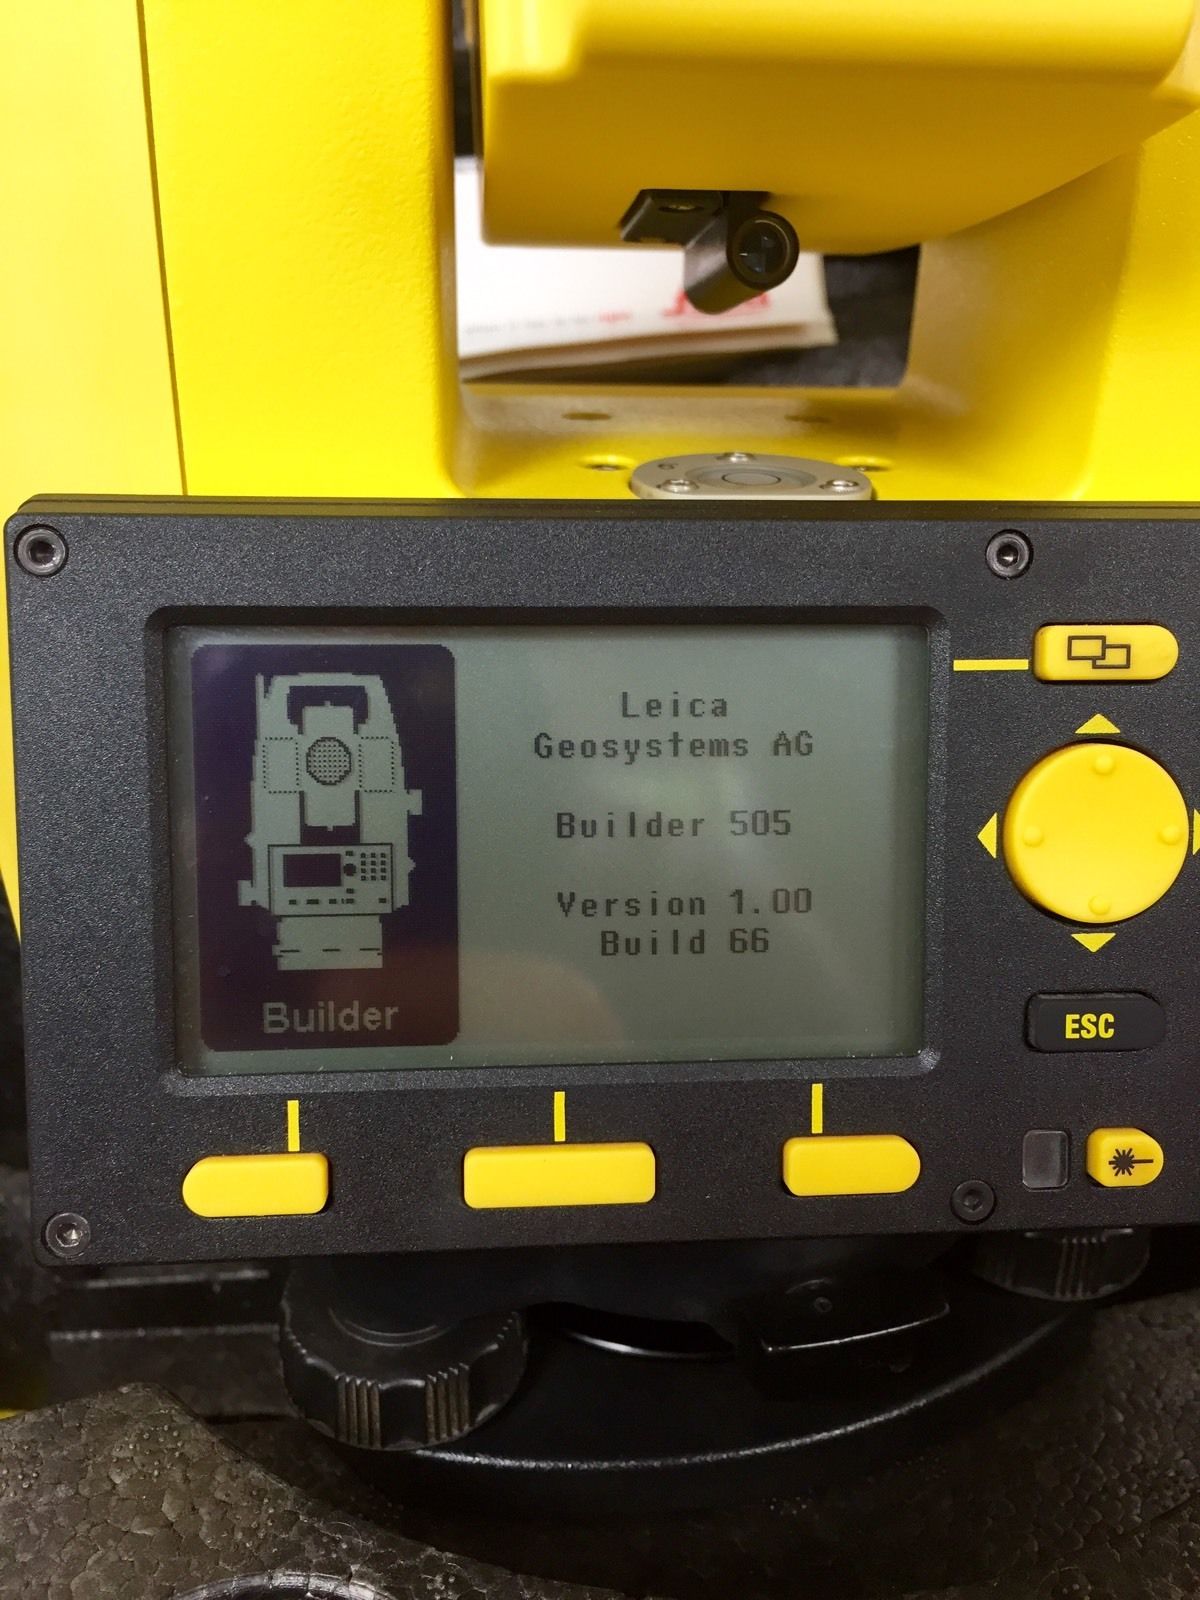 Leica
Geosystems AG
Builder 505
Version 1.00
Build 66
Builder
ESC